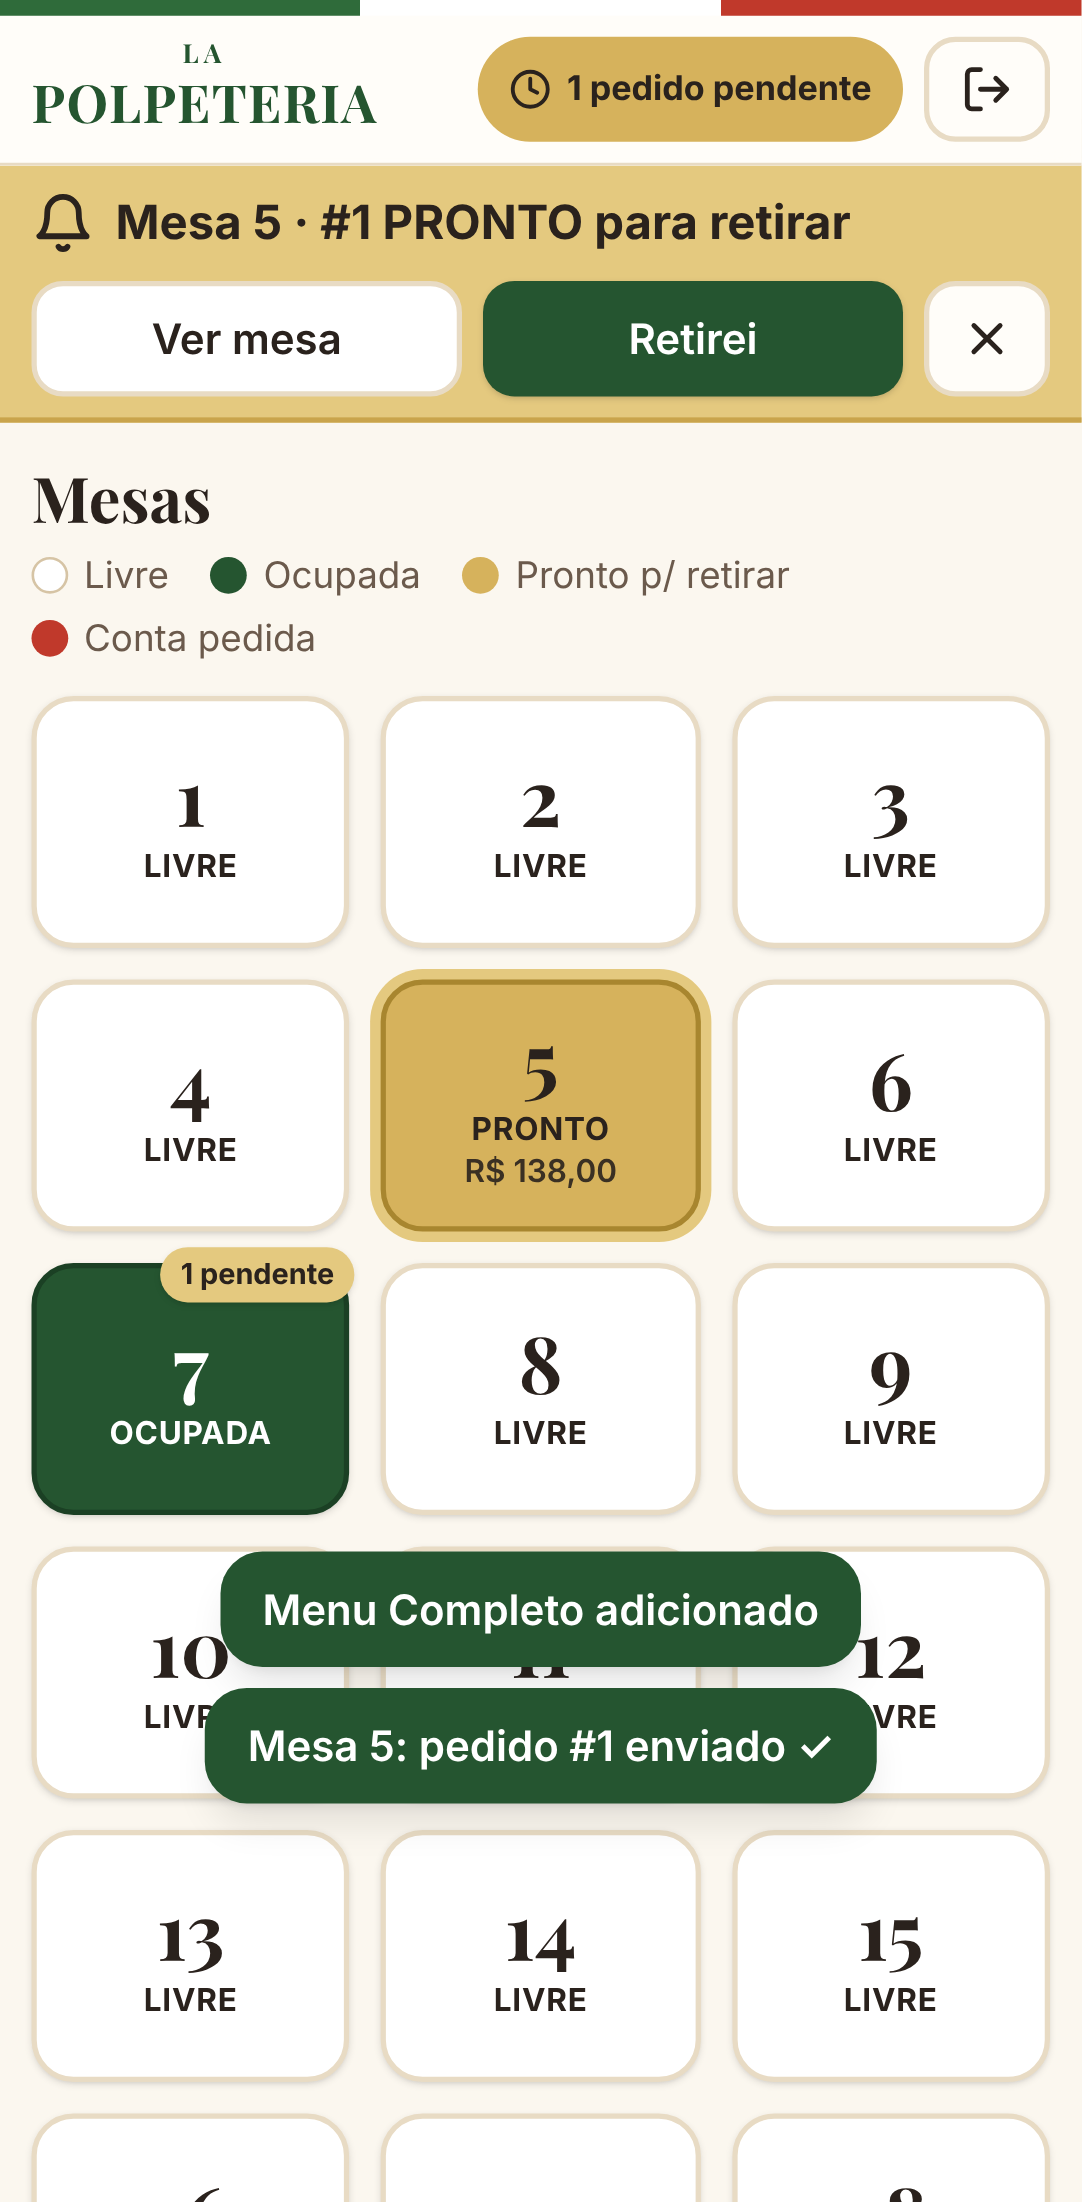 LA
POLPETERIA
1 pedido pendente
Mesa 5 · #1 PRONTO para retirar
Ver mesa
Retirei
Mesas
Livre
Ocupada
Pronto p/ retirar
Conta pedida
1
LIVRE
2
LIVRE
3
LIVRE
4
LIVRE
5
PRONTO
R$ 138,00
6
LIVRE
1 pendente
7
OCUPADA
8
LIVRE
9
LIVRE
Menu Completo adicionado
10
12
Mesa 5: pedido #1 enviado ✓
13
LIVRE
14
LIVRE
15
LIVRE